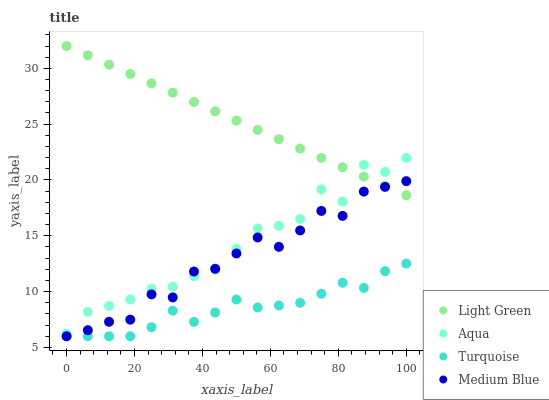 title
yaxis_label
30
25
20
15
10
5
0
20
40
60
80
100
xaxis_label
Light Green
Aqua
Turquoise
Medium Blue